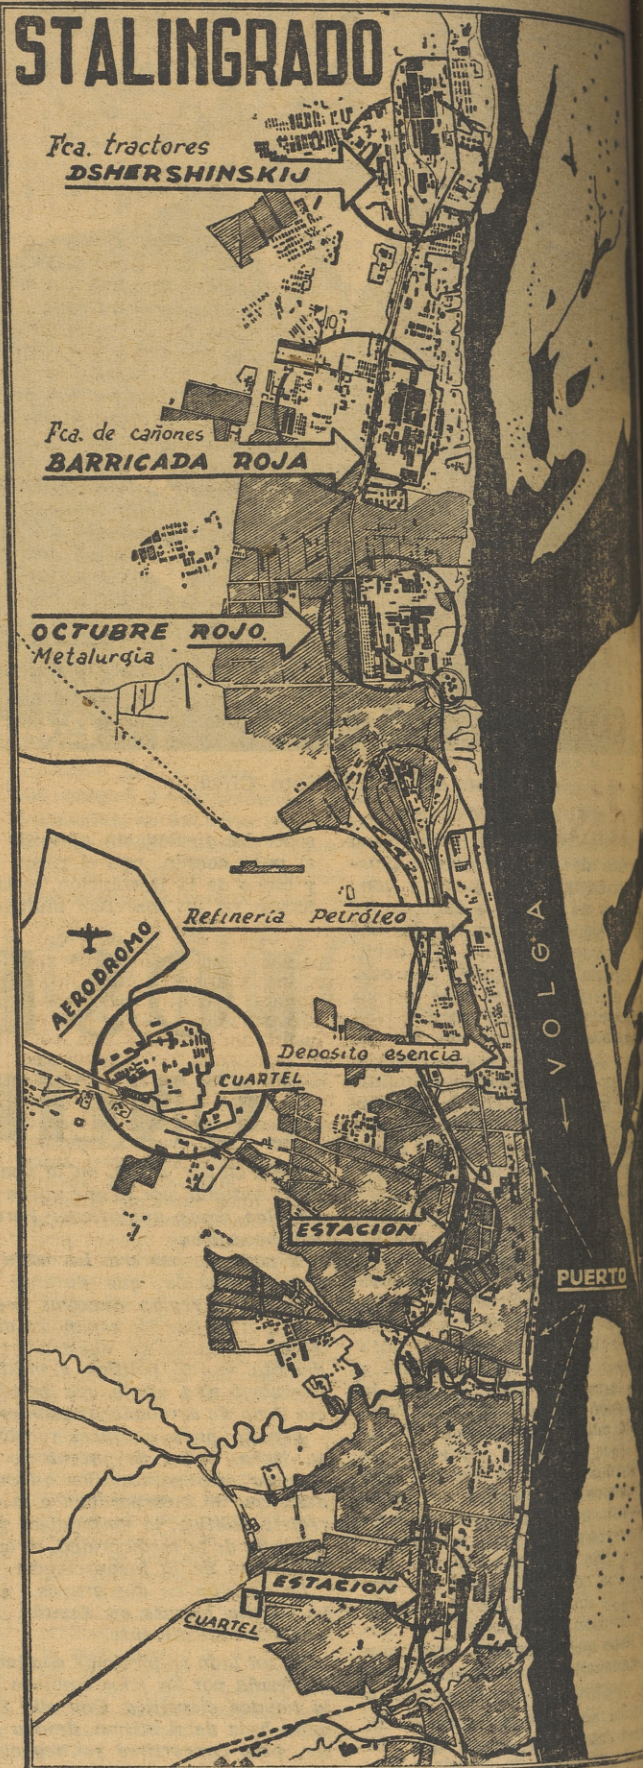 STALINGRADO
Fca. tractores
DSHERSHINSKIJ
Fca. de cañones
BARRICADA ROJA
OCTUBRE ROJO
Metalurgia
Refinería Petróleo
AERODROMO
VOLGA
Deposito esencia
CUARTEL
ESTACION
PUERTO
ESTACION
CUARTEL